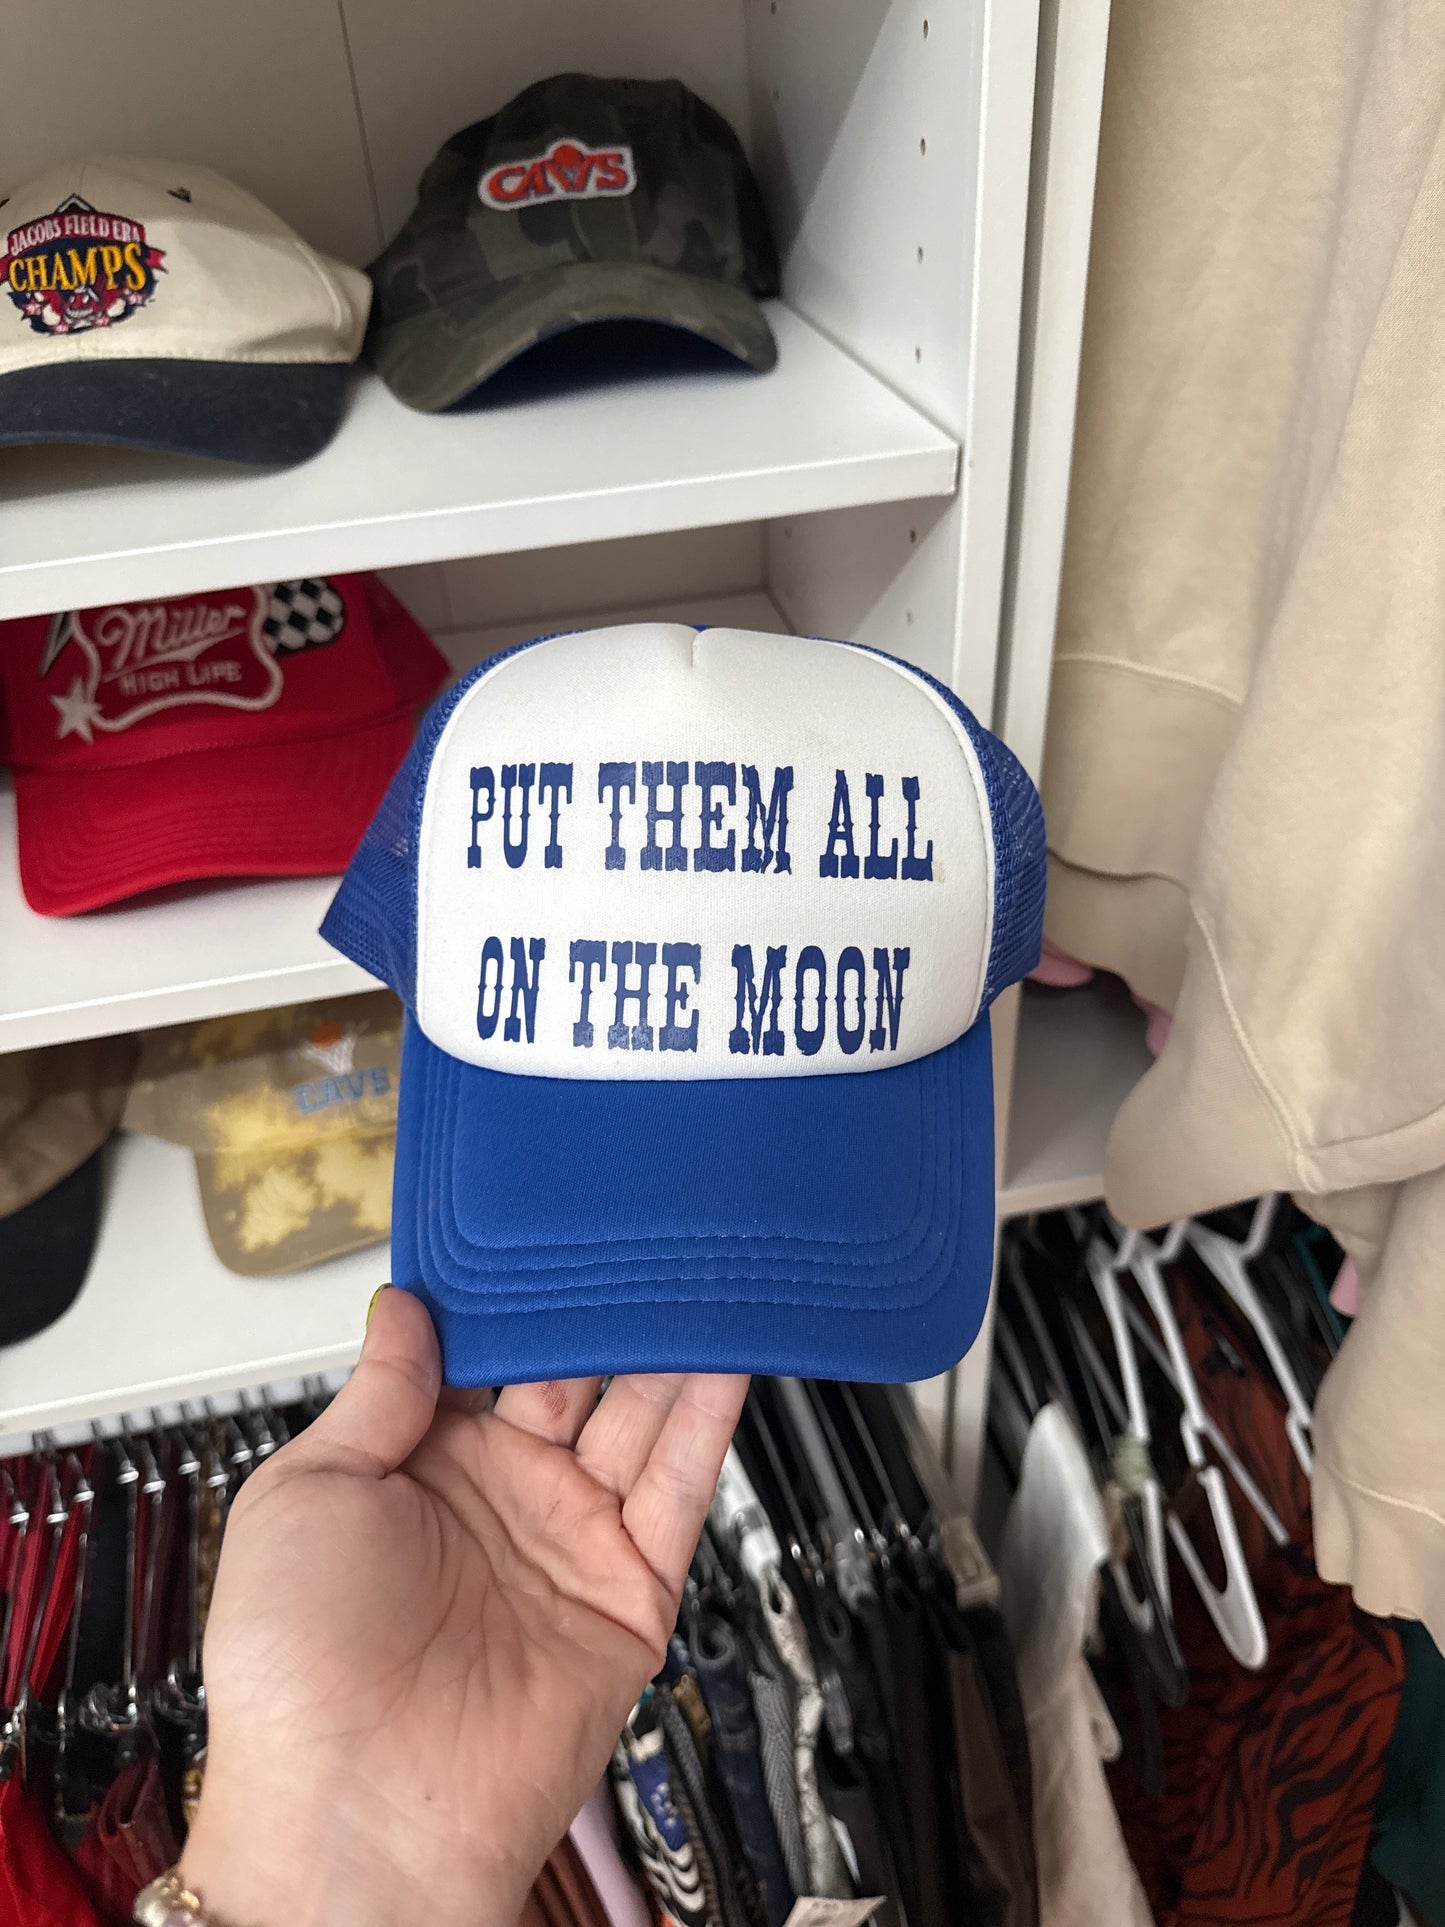 JACOBS FIELD ERA
CHAMPS
CAVS
Miller
HIGH LIFE
PUT THEM ALL
ON THE MOON
CAVS